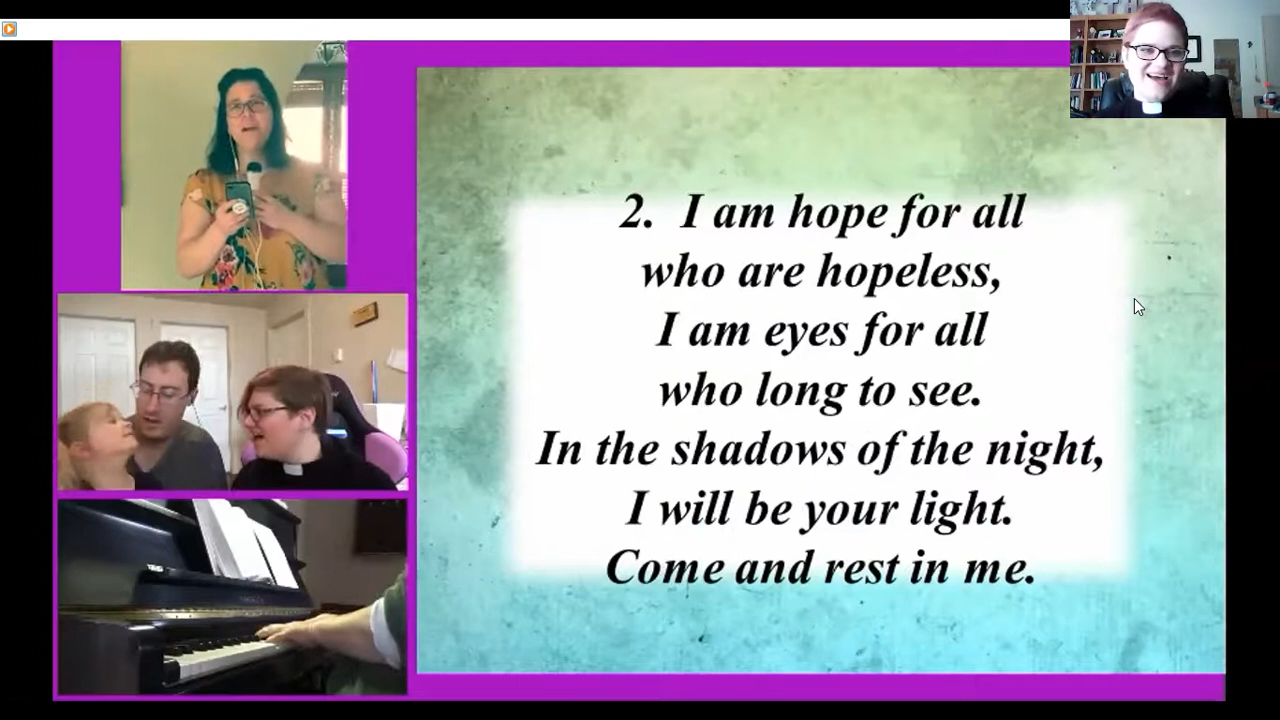 2. I am hope for all
who are hopeless,
I am eyes for all
who long to see.
In the shadows of the night,
I will be your light.
Come and rest in me.